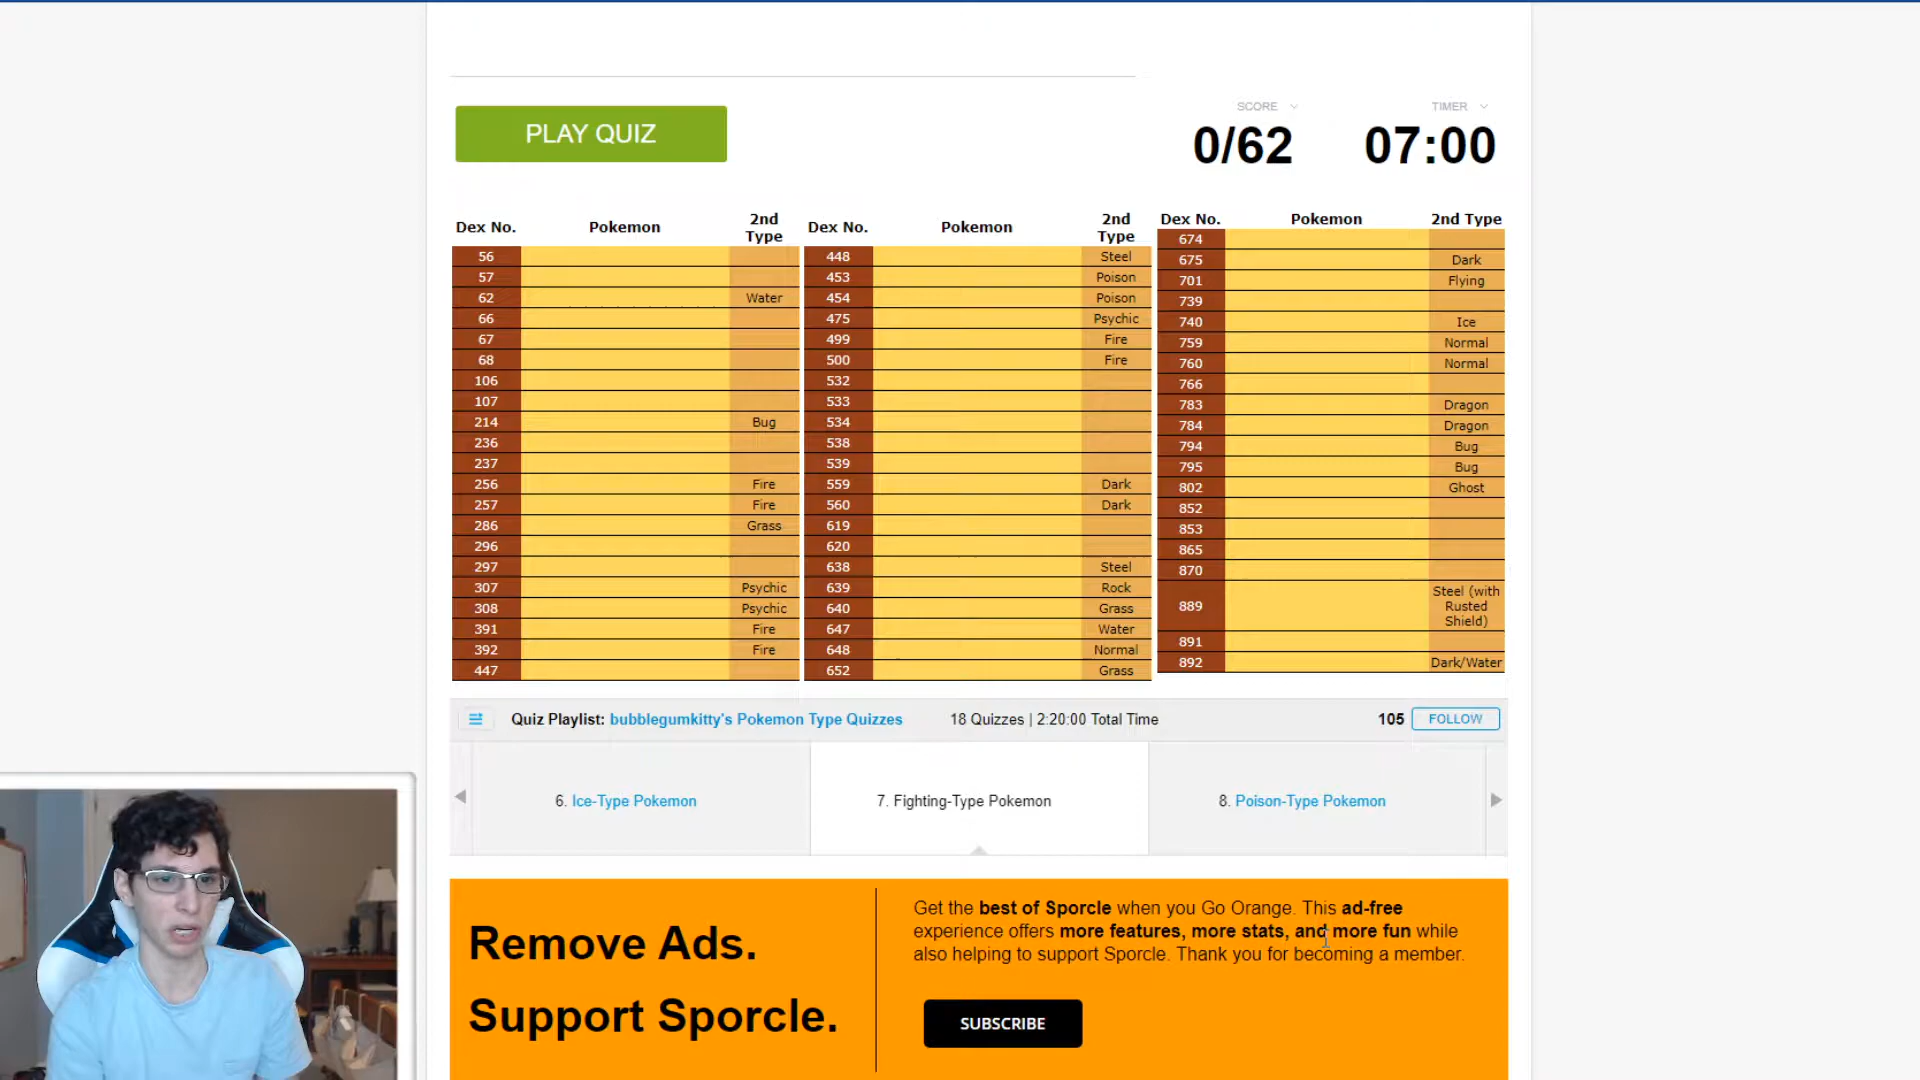 SCORE
TIMER
PLAY QUIZ
0/62
07:00
Dex No. Pokemon 2nd Type
56
57
62 Water
66
67
68
106
107
214 Bug
236
237
256 Fire
257 Fire
286 Grass
296
297
307 Psychic
308 Psychic
391 Fire
392 Fire
447
Dex No. Pokemon 2nd Type
448 Steel
453 Poison
454 Poison
475 Psychic
499 Fire
500 Fire
532
533
534
538
539
559 Dark
560 Dark
619
620
638 Steel
639 Rock
640 Grass
647 Water
648 Normal
652 Grass
Dex No. Pokemon 2nd Type
674
675 Dark
701 Flying
739
740 Ice
759 Normal
760 Normal
766
783 Dragon
784 Dragon
794 Bug
795 Bug
802 Ghost
852
853
865
870
889 Steel (with Rusted Shield)
891
892 Dark/Water
Quiz Playlist: bubblegumkitty's Pokemon Type Quizzes 18 Quizzes | 2:20:00 Total Time 105 FOLLOW
6. Ice-Type Pokemon
7. Fighting-Type Pokemon
8. Poison-Type Pokemon
Remove Ads.
Support Sporcle.
Get the best of Sporcle when you Go Orange. This ad-free
experience offers more features, more stats, and more fun while
also helping to support Sporcle. Thank you for becoming a member.
SUBSCRIBE